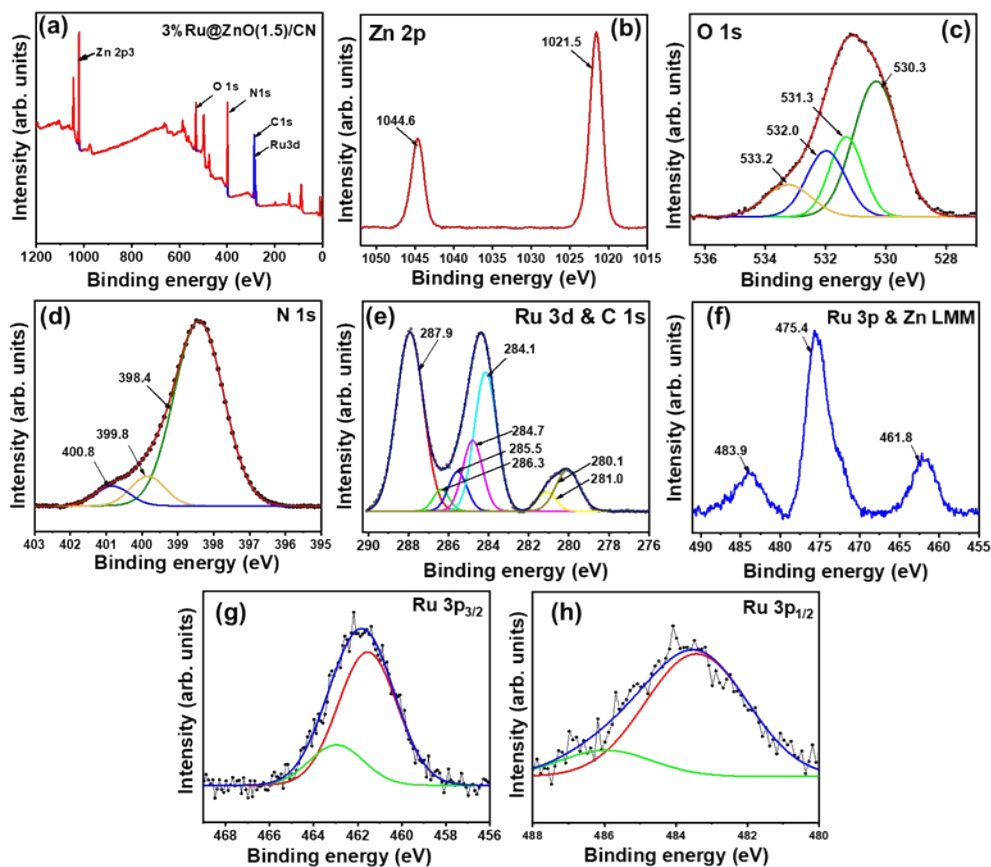 (a)
3% Ru@ZnO(1.5)/CN
Zn 2p3
O 1s
N1s
C1s
Ru3d
Intensity (arb. units)
1200 1000 800 600 400 200 0
Binding energy (eV)
Zn 2p
(b)
1021.5
1044.6
Intensity (arb. units)
1050 1045 1040 1035 1030 1025 1020 1015
Binding energy (eV)
O 1s
(c)
530.3
531.3
532.0
533.2
Intensity (arb. units)
536 534 532 530 528
Binding energy (eV)
(d)
N 1s
398.4
399.8
400.8
Intensity (arb. units)
403 402 401 400 399 398 397 396 395
Binding energy (eV)
(e)
Ru 3d & C 1s
287.9
284.1
284.7
285.5
286.3
280.1
281.0
Intensity (arb. units)
290 288 286 284 282 280 278 276
Binding energy (eV)
(f)
Ru 3p & Zn LMM
475.4
483.9
461.8
Intensity (arb. units)
490 485 480 475 470 465 460 455
Binding energy (eV)
(g)
Ru 3p3/2
Intensity (arb. units)
468 466 464 462 460 458 456
Binding energy (eV)
(h)
Ru 3p1/2
Intensity (arb. units)
488 486 484 482 480
Binding energy (eV)